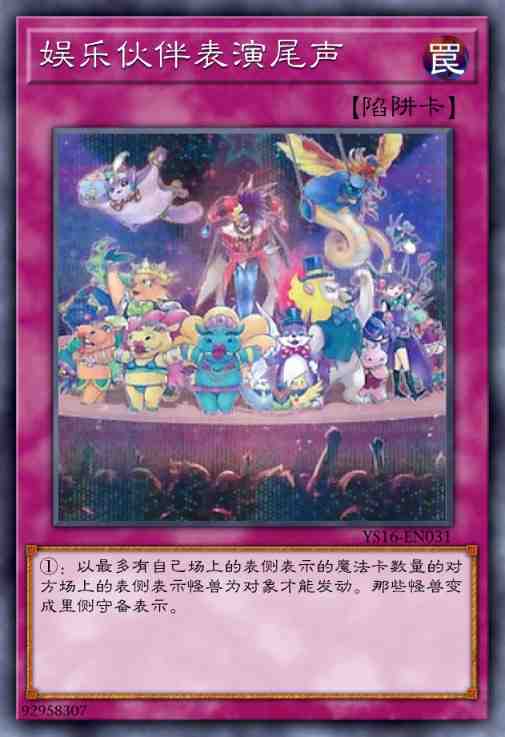 娱乐伙伴表演尾声
罠
【陷阱卡】
YS16-EN031
①：以最多有自己场上的表侧表示的魔法卡数量的对
方场上的表侧表示怪兽为对象才能发动。那些怪兽变
成里侧守备表示。
92958307